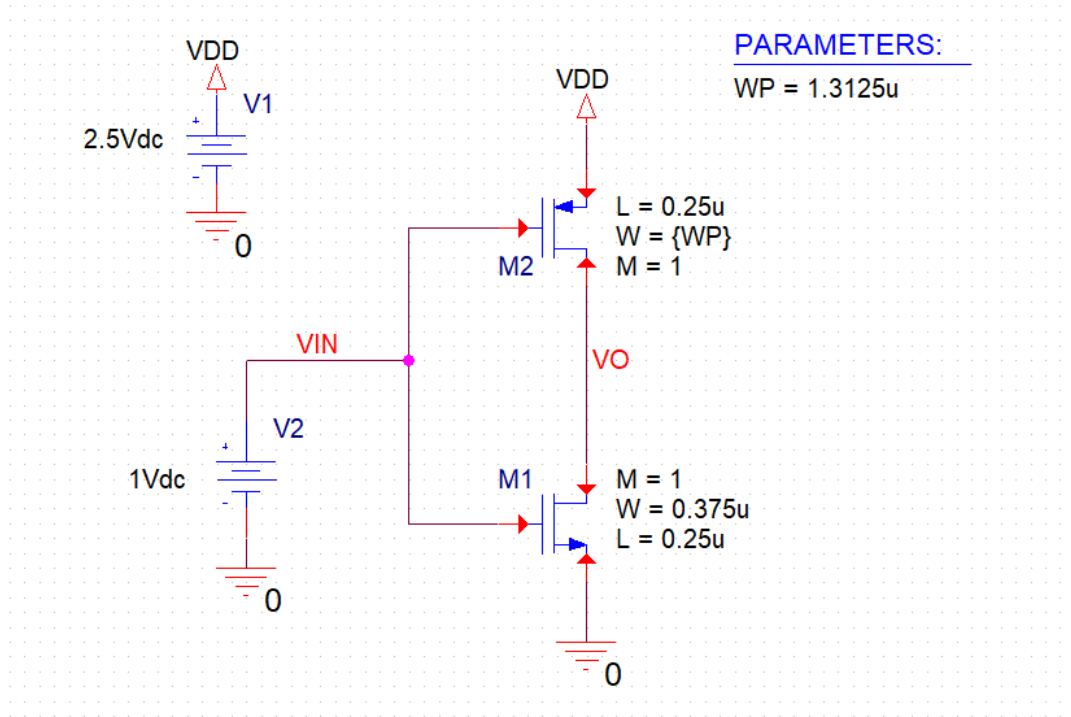 PARAMETERS:
WP = 1.3125u
VDD
V1
+
2.5Vdc
-
0
VDD
L = 0.25u
W = {WP}
M = 1
M2
VIN
VO
V2
+
1Vdc
-
0
M1
M = 1
W = 0.375u
L = 0.25u
0